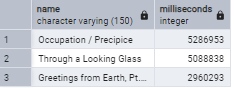 name
character varying (150)
milliseconds
integer
1 Occupation / Precipice 5286953
2 Through a Looking Glass 5088838
3 Greetings from Earth, Pt.... 2960293